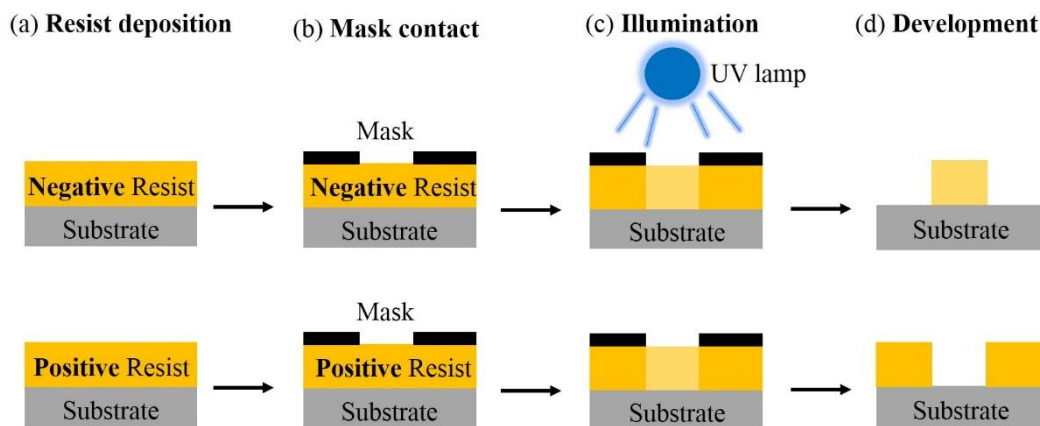 (a) Resist deposition
(b) Mask contact
(c) Illumination
(d) Development
UV lamp
Mask
Negative Resist
Substrate
Negative Resist
Substrate
Substrate
Substrate
Mask
Positive Resist
Substrate
Positive Resist
Substrate
Substrate
Substrate